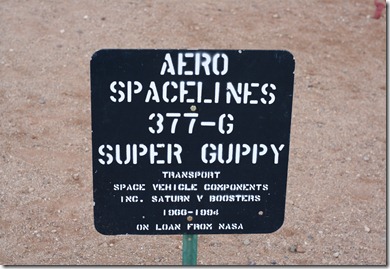 AERO
SPACELINES
377-G
SUPER GUPPY
TRANSPORT
SPACE VEHICLE COMPONENTS
INC. SATURN V BOOSTERS
1966-1994
ON LOAN FROM NASA